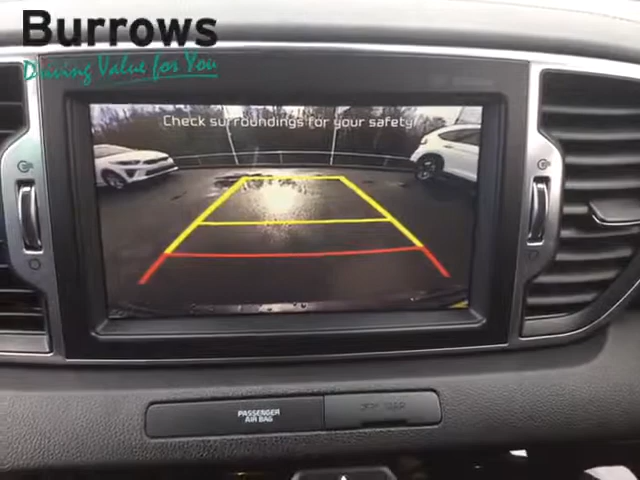 Burrows
Driving Value for You
Check surroundings for your safety
PASSENGER
AIR BAG